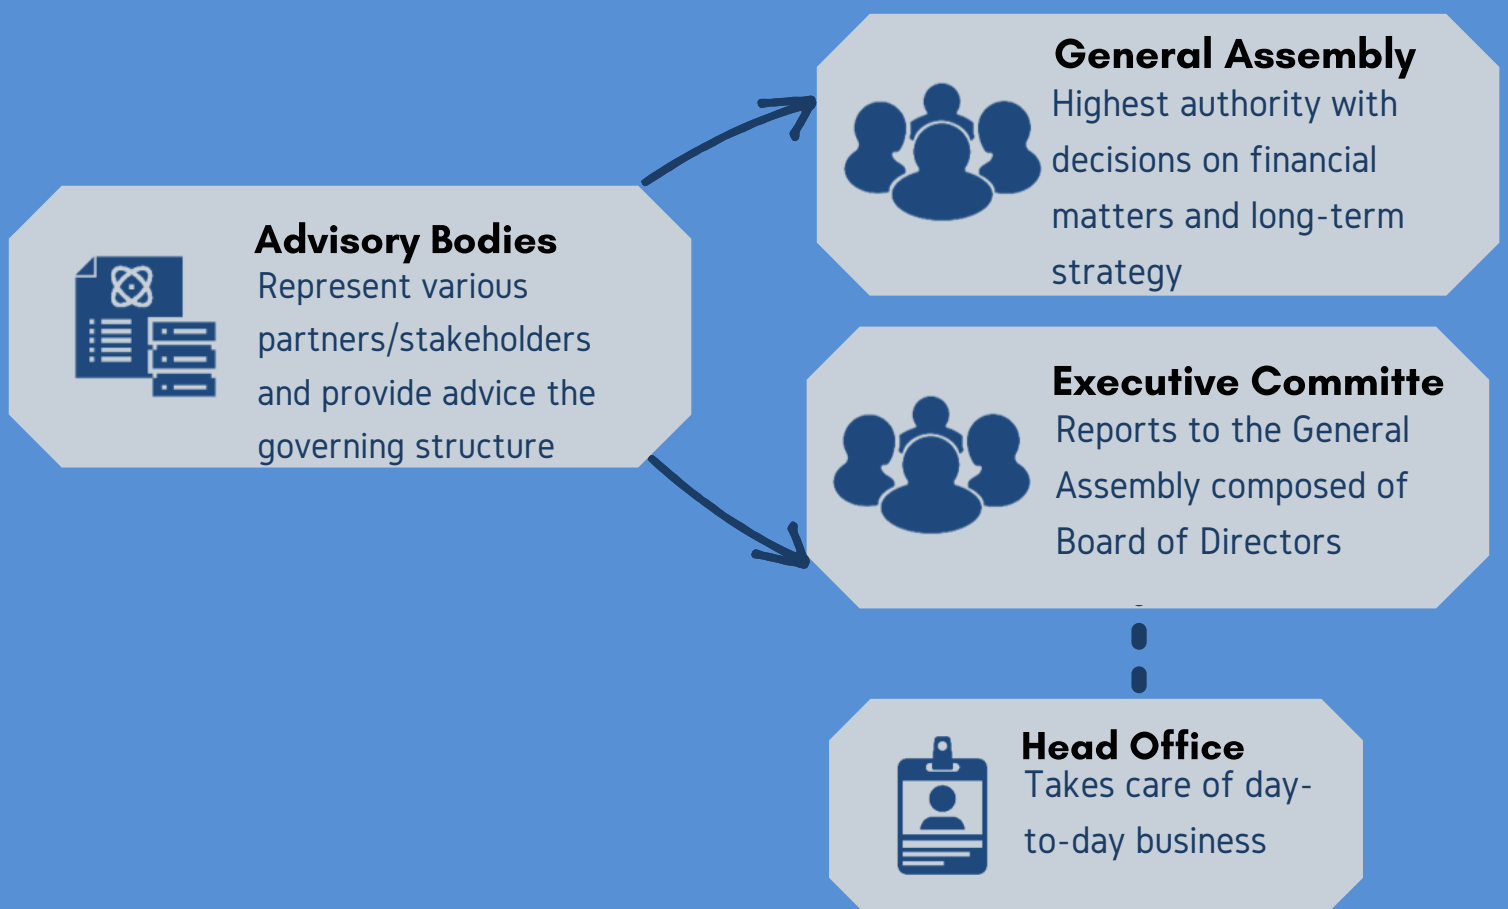 General Assembly
Highest authority with
decisions on financial
matters and long-term
strategy
Advisory Bodies
Represent various
partners/stakeholders
and provide advice the
governing structure
Executive Committe
Reports to the General
Assembly composed of
Board of Directors
Head Office
Takes care of day-
to-day business